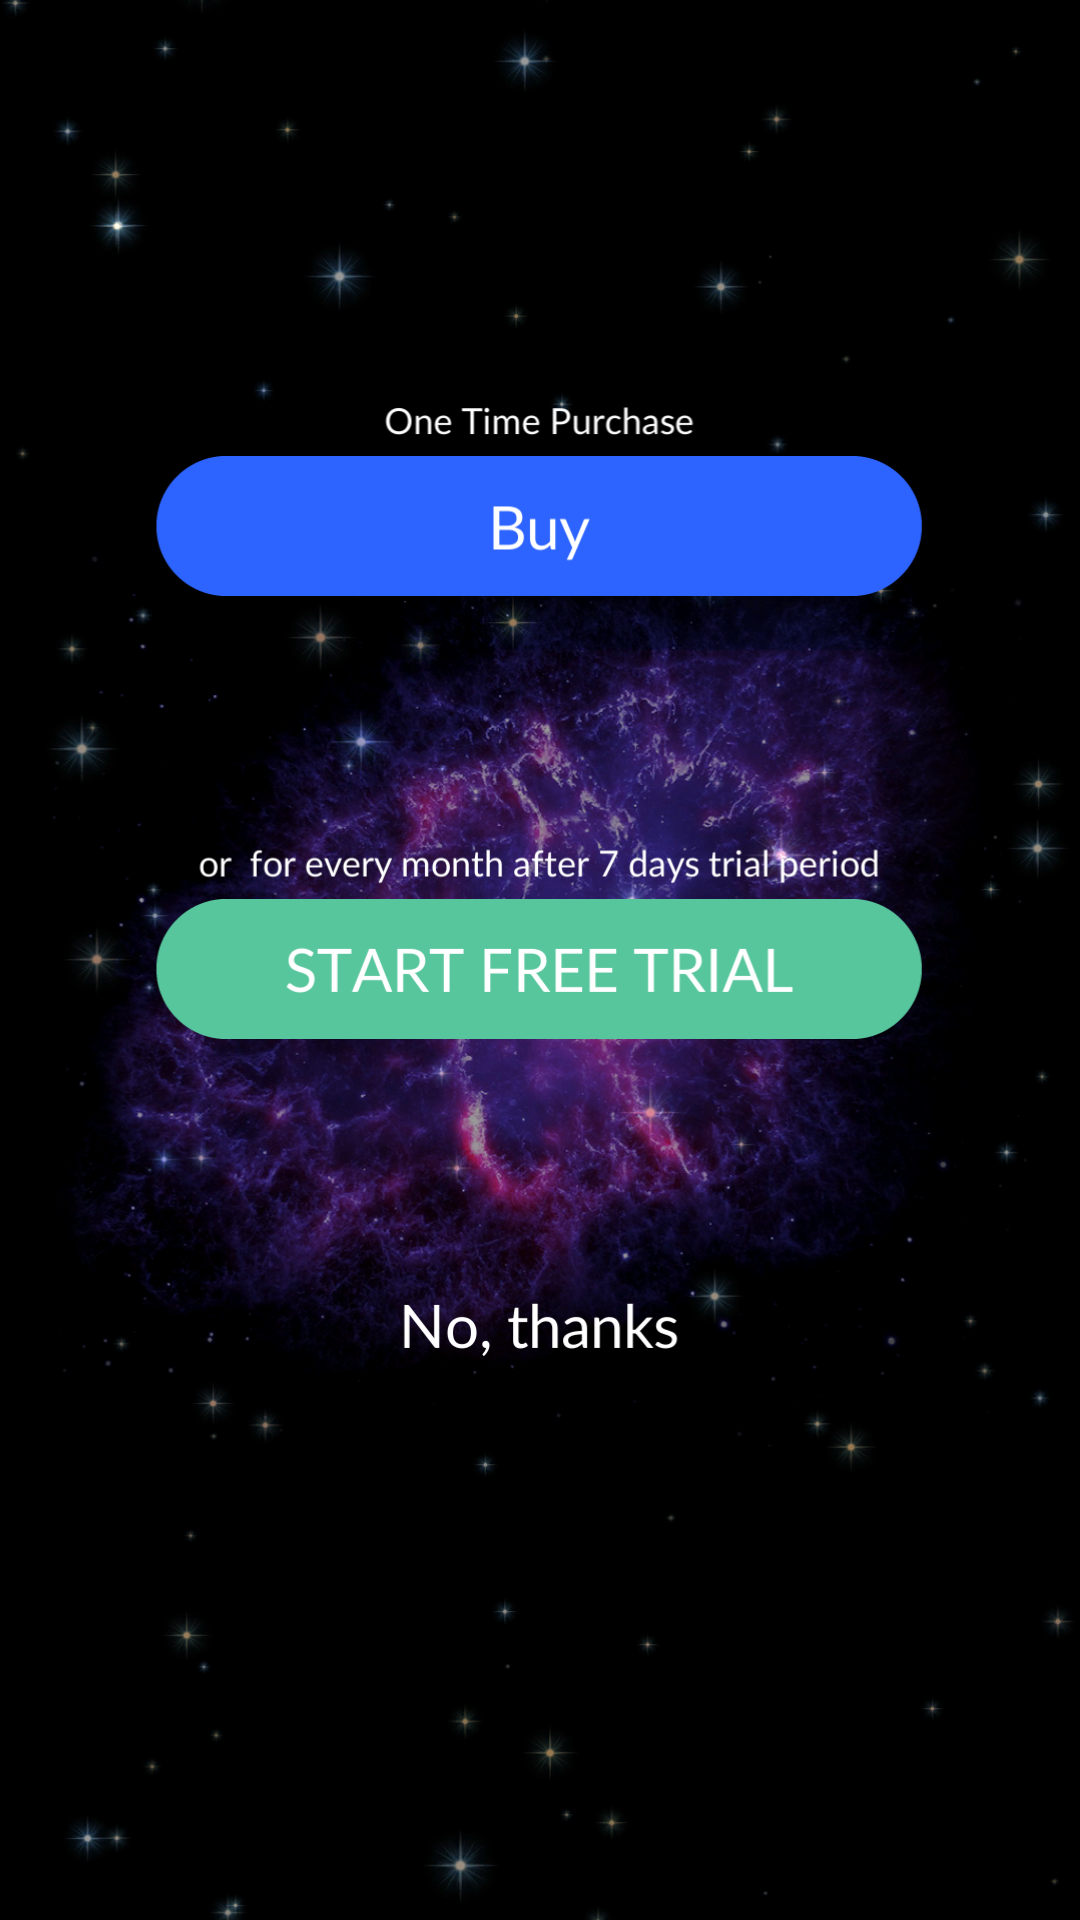 One Time Purchase
Buy
or  for every month after 7 days trial period
START FREE TRIAL
No, thanks